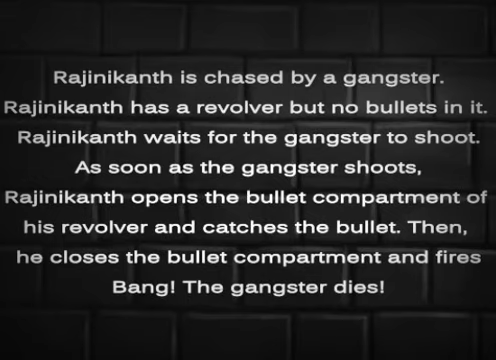 Rajinikanth is chased by a gangster.
Rajinikanth has a revolver but no bullets in it.
Rajinikanth waits for the gangster to shoot.
As soon as the gangster shoots,
Rajinikanth opens the bullet compartment of
his revolver and catches the bullet. Then,
he closes the bullet compartment and fires
Bang! The gangster dies!